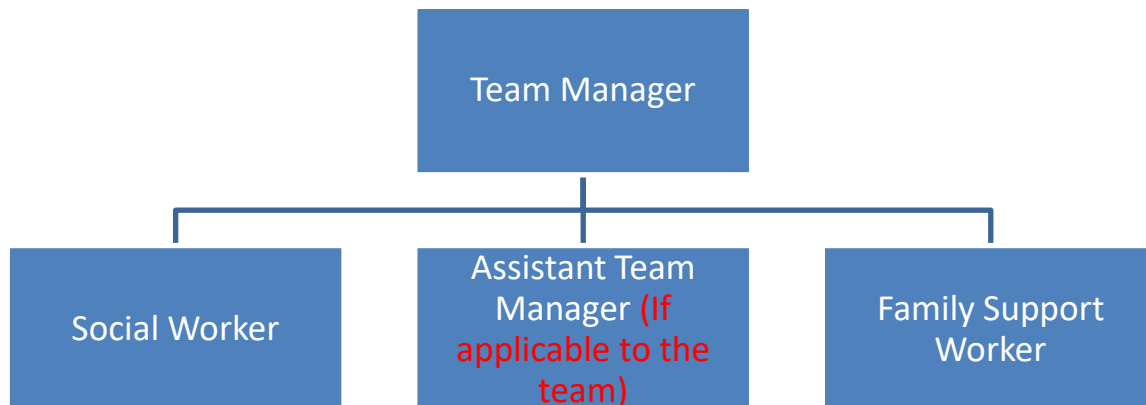 Team Manager
Social Worker
Assistant Team
Manager (If
applicable to the
team)
Family Support
Worker